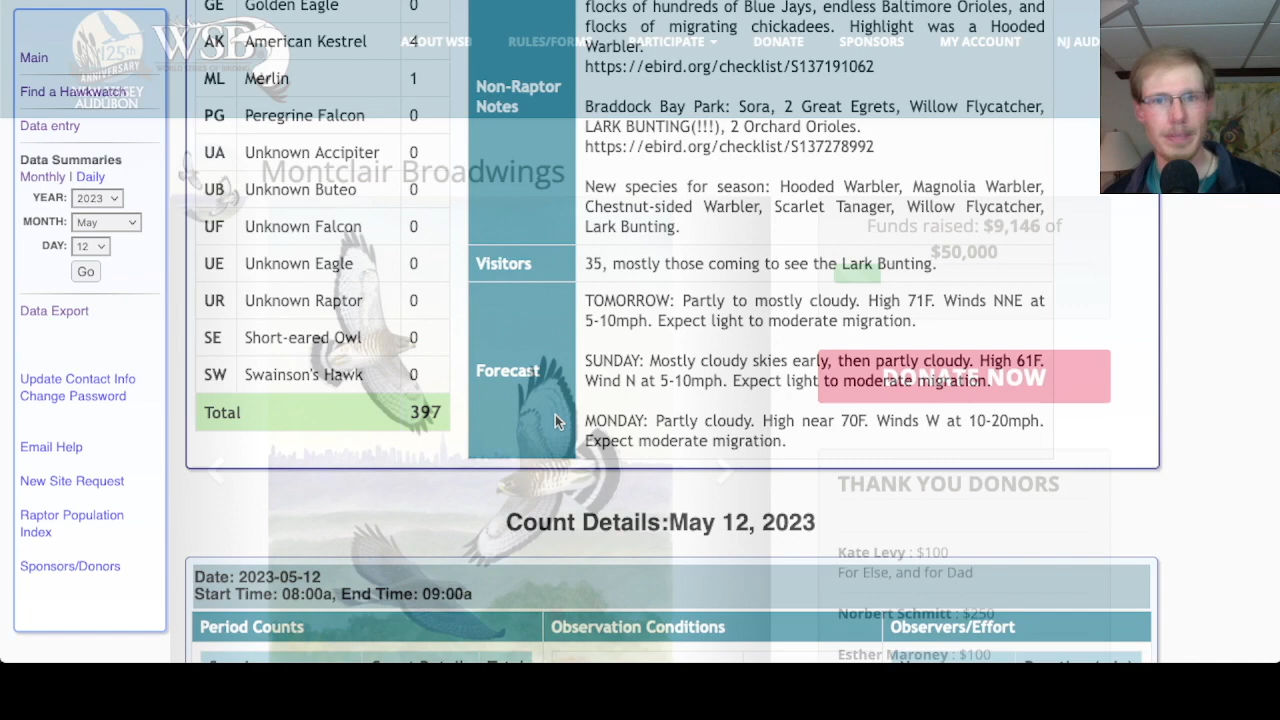 Main
Find a Hawkwatch
Data entry
Data Summaries
Monthly | Daily
YEAR: 2023
MONTH: May
DAY: 12
Go
Data Export
Update Contact Info
Change Password
Email Help
New Site Request
Raptor Population
Index
Sponsors/Donors
125th
ANNIVERSARY
NEW JERSEY
AUDUBON
WSB
WORLD SERIES OF BIRDING
ABOUT WSB
RULES/FORMS
PARTICIPATE
DONATE
SPONSORS
MY ACCOUNT
NJ AUD
GE Golden Eagle 0
AK American Kestrel 4
ML Merlin 1
PG Peregrine Falcon 0
UA Unknown Accipiter 0
UB Unknown Buteo 0
UF Unknown Falcon 0
UE Unknown Eagle 0
UR Unknown Raptor 0
SE Short-eared Owl 0
SW Swainson's Hawk 0
Total 397
Montclair Broadwings
Non-Raptor
Notes
flocks of hundreds of Blue Jays, endless Baltimore Orioles, and
flocks of migrating chickadees. Highlight was a Hooded
Warbler.
https://ebird.org/checklist/S137191062
Braddock Bay Park: Sora, 2 Great Egrets, Willow Flycatcher,
LARK BUNTING(!!!), 2 Orchard Orioles.
https://ebird.org/checklist/S137278992
New species for season: Hooded Warbler, Magnolia Warbler,
Chestnut-sided Warbler, Scarlet Tanager, Willow Flycatcher,
Lark Bunting.
Visitors
35, mostly those coming to see the Lark Bunting.
Forecast
TOMORROW: Partly to mostly cloudy. High 71F. Winds NNE at
5-10mph. Expect light to moderate migration.
SUNDAY: Mostly cloudy skies early, then partly cloudy. High 61F.
Wind N at 5-10mph. Expect light to moderate migration.
MONDAY: Partly cloudy. High near 70F. Winds W at 10-20mph.
Expect moderate migration.
Funds raised: $9,146 of
$50,000
DONATE NOW
THANK YOU DONORS
Kate Levy : $100
For Else, and for Dad
Norbert Schmitt : $250
Esther Maroney : $100
Count Details:May 12, 2023
Date: 2023-05-12
Start Time: 08:00a, End Time: 09:00a
Period Counts
Observation Conditions
Observers/Effort